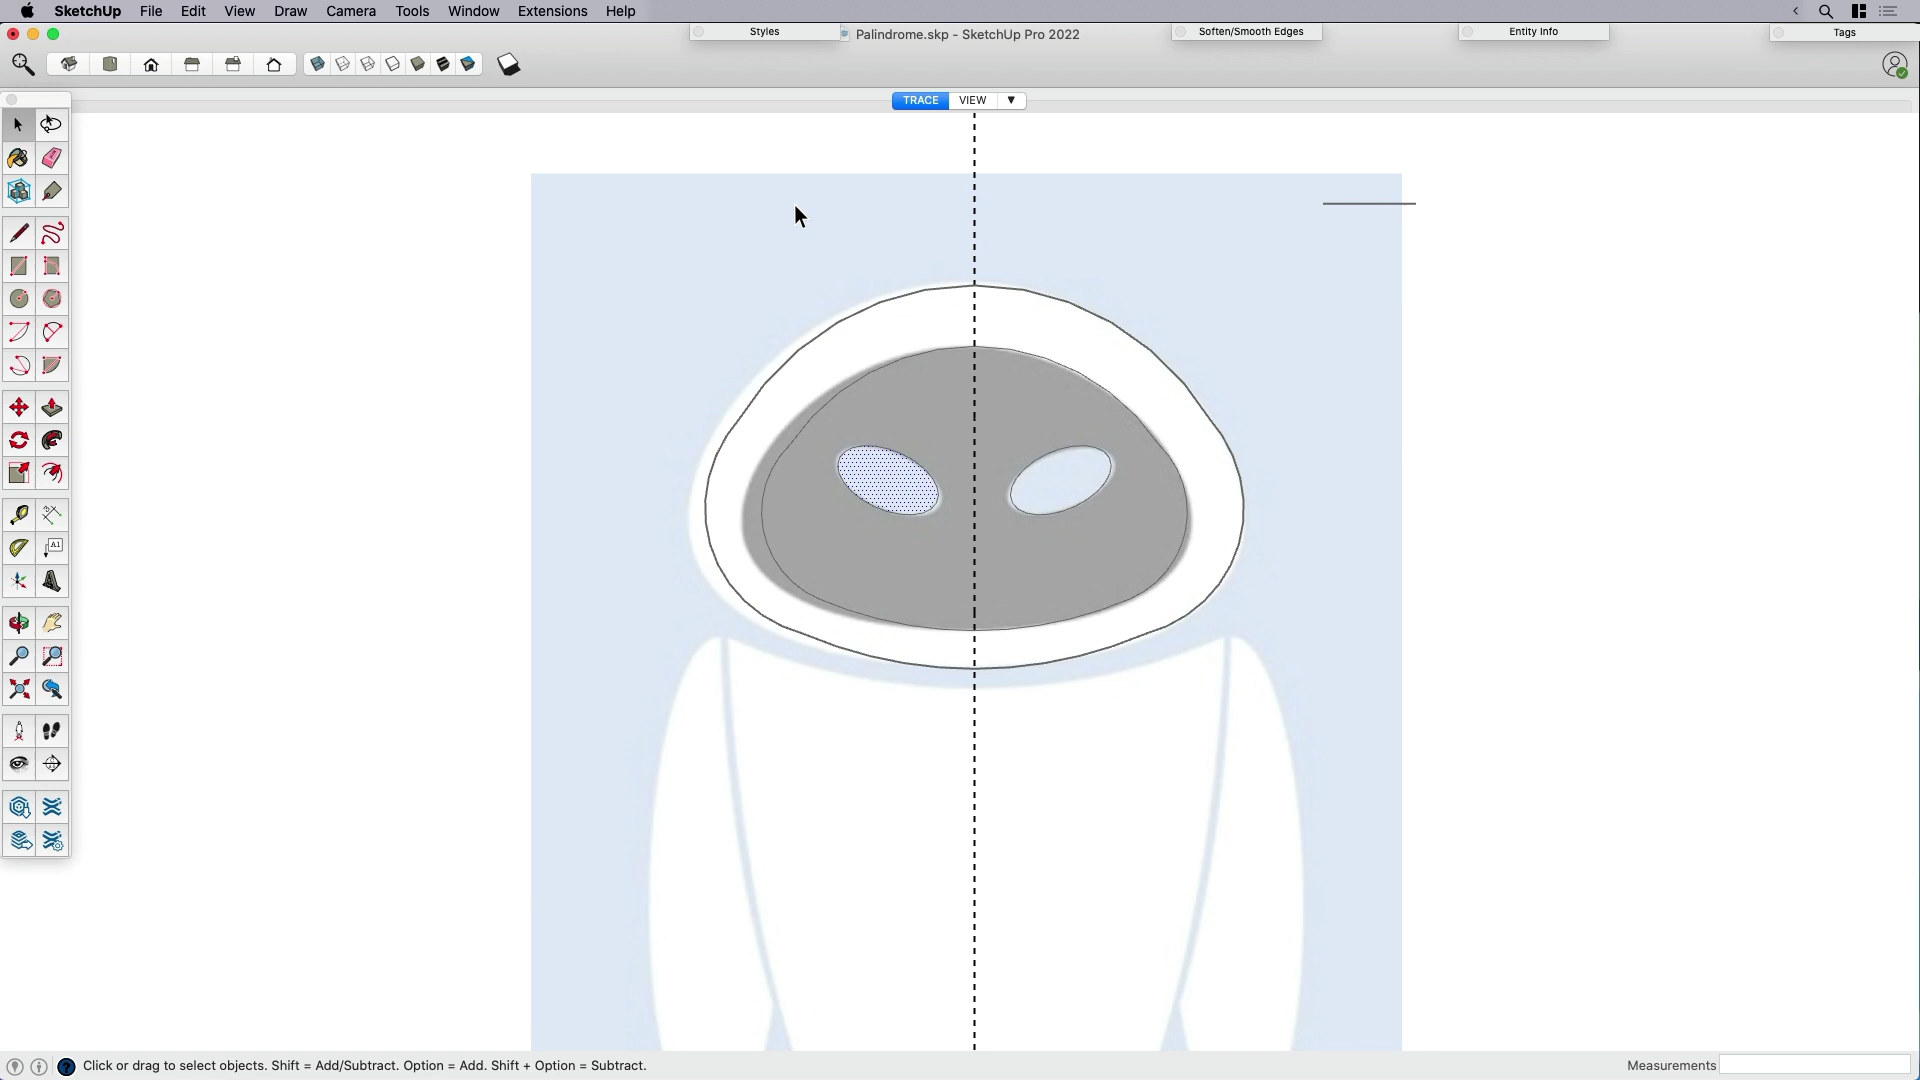 SketchUp File Edit View Draw Camera Tools Window Extensions Help
Styles
Palindrome.skp - SketchUp Pro 2022
Soften/Smooth Edges
Entity Info
Tags
TRACE VIEW
A1
Click or drag to select objects. Shift = Add/Subtract. Option = Add. Shift + Option = Subtract.
Measurements